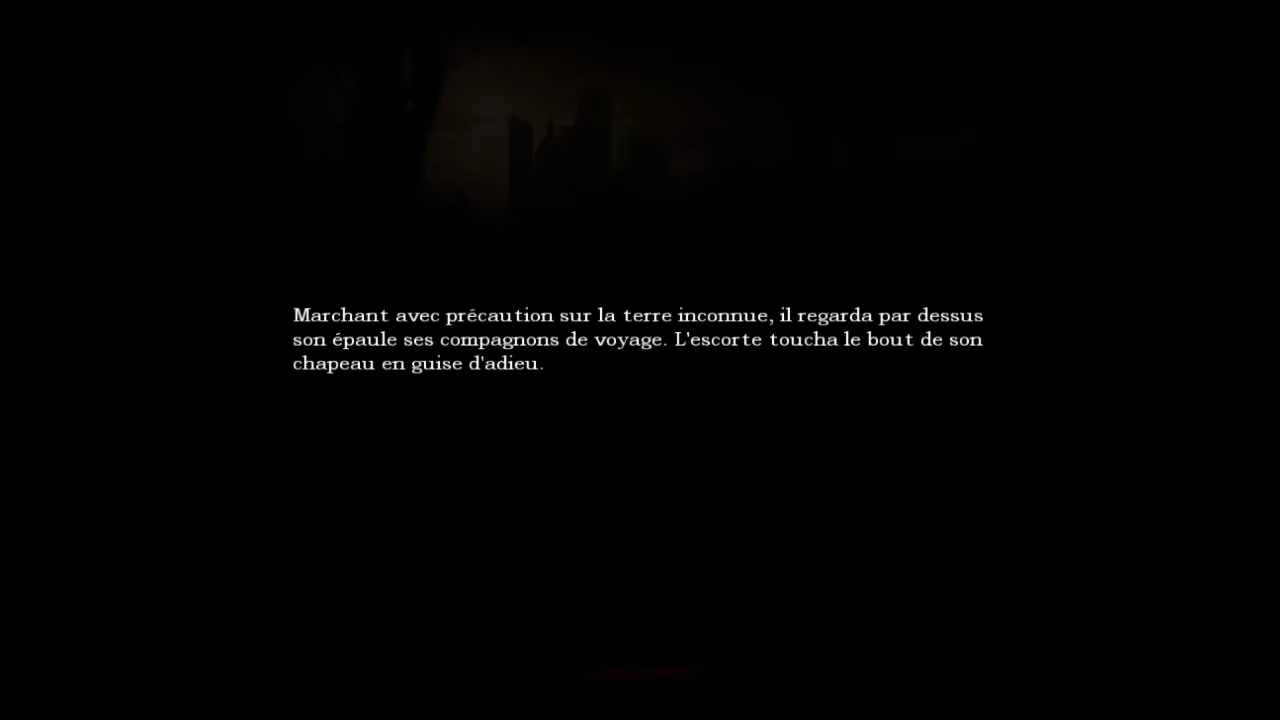 Marchant avec précaution sur la terre inconnue, il regarda par dessus
son épaule ses compagnons de voyage. L'escorte toucha le bout de son
chapeau en guise d'adieu.